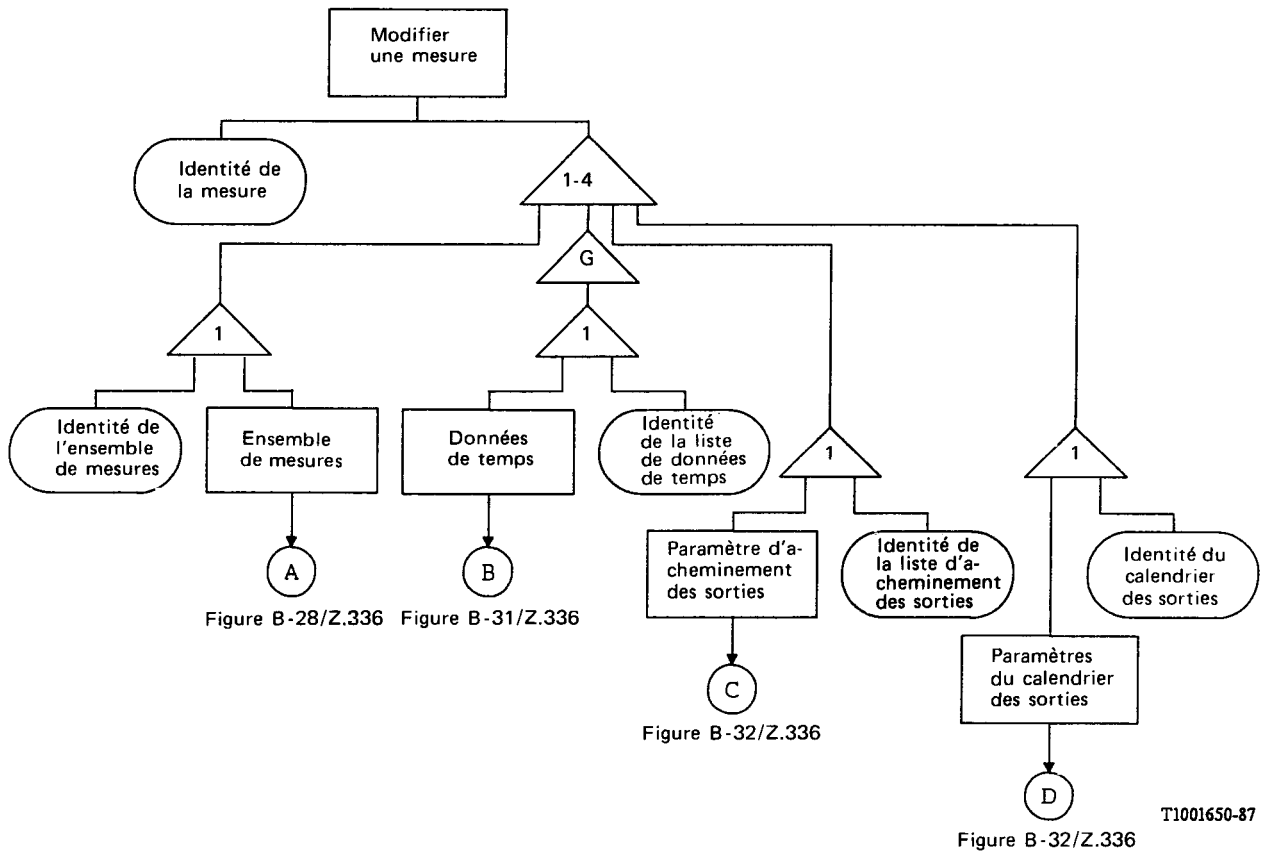 Modifier
une mesure
Identité de
la mesure
1-4
G
1
1
Identité de
l'ensemble
de mesures
Ensemble
de mesures
Données
de temps
Identité
de la liste
de données
de temps
1
1
Paramètre d'a-
cheminement
des sorties
Identité de
la liste d'a-
cheminement
des sorties
Identité du
calendrier
des sorties
A
B
Figure B-28/Z.336
Figure B-31/Z.336
Paramètres
du calendrier
des sorties
C
Figure B-32/Z.336
D
T1001650-87
Figure B-32/Z.336